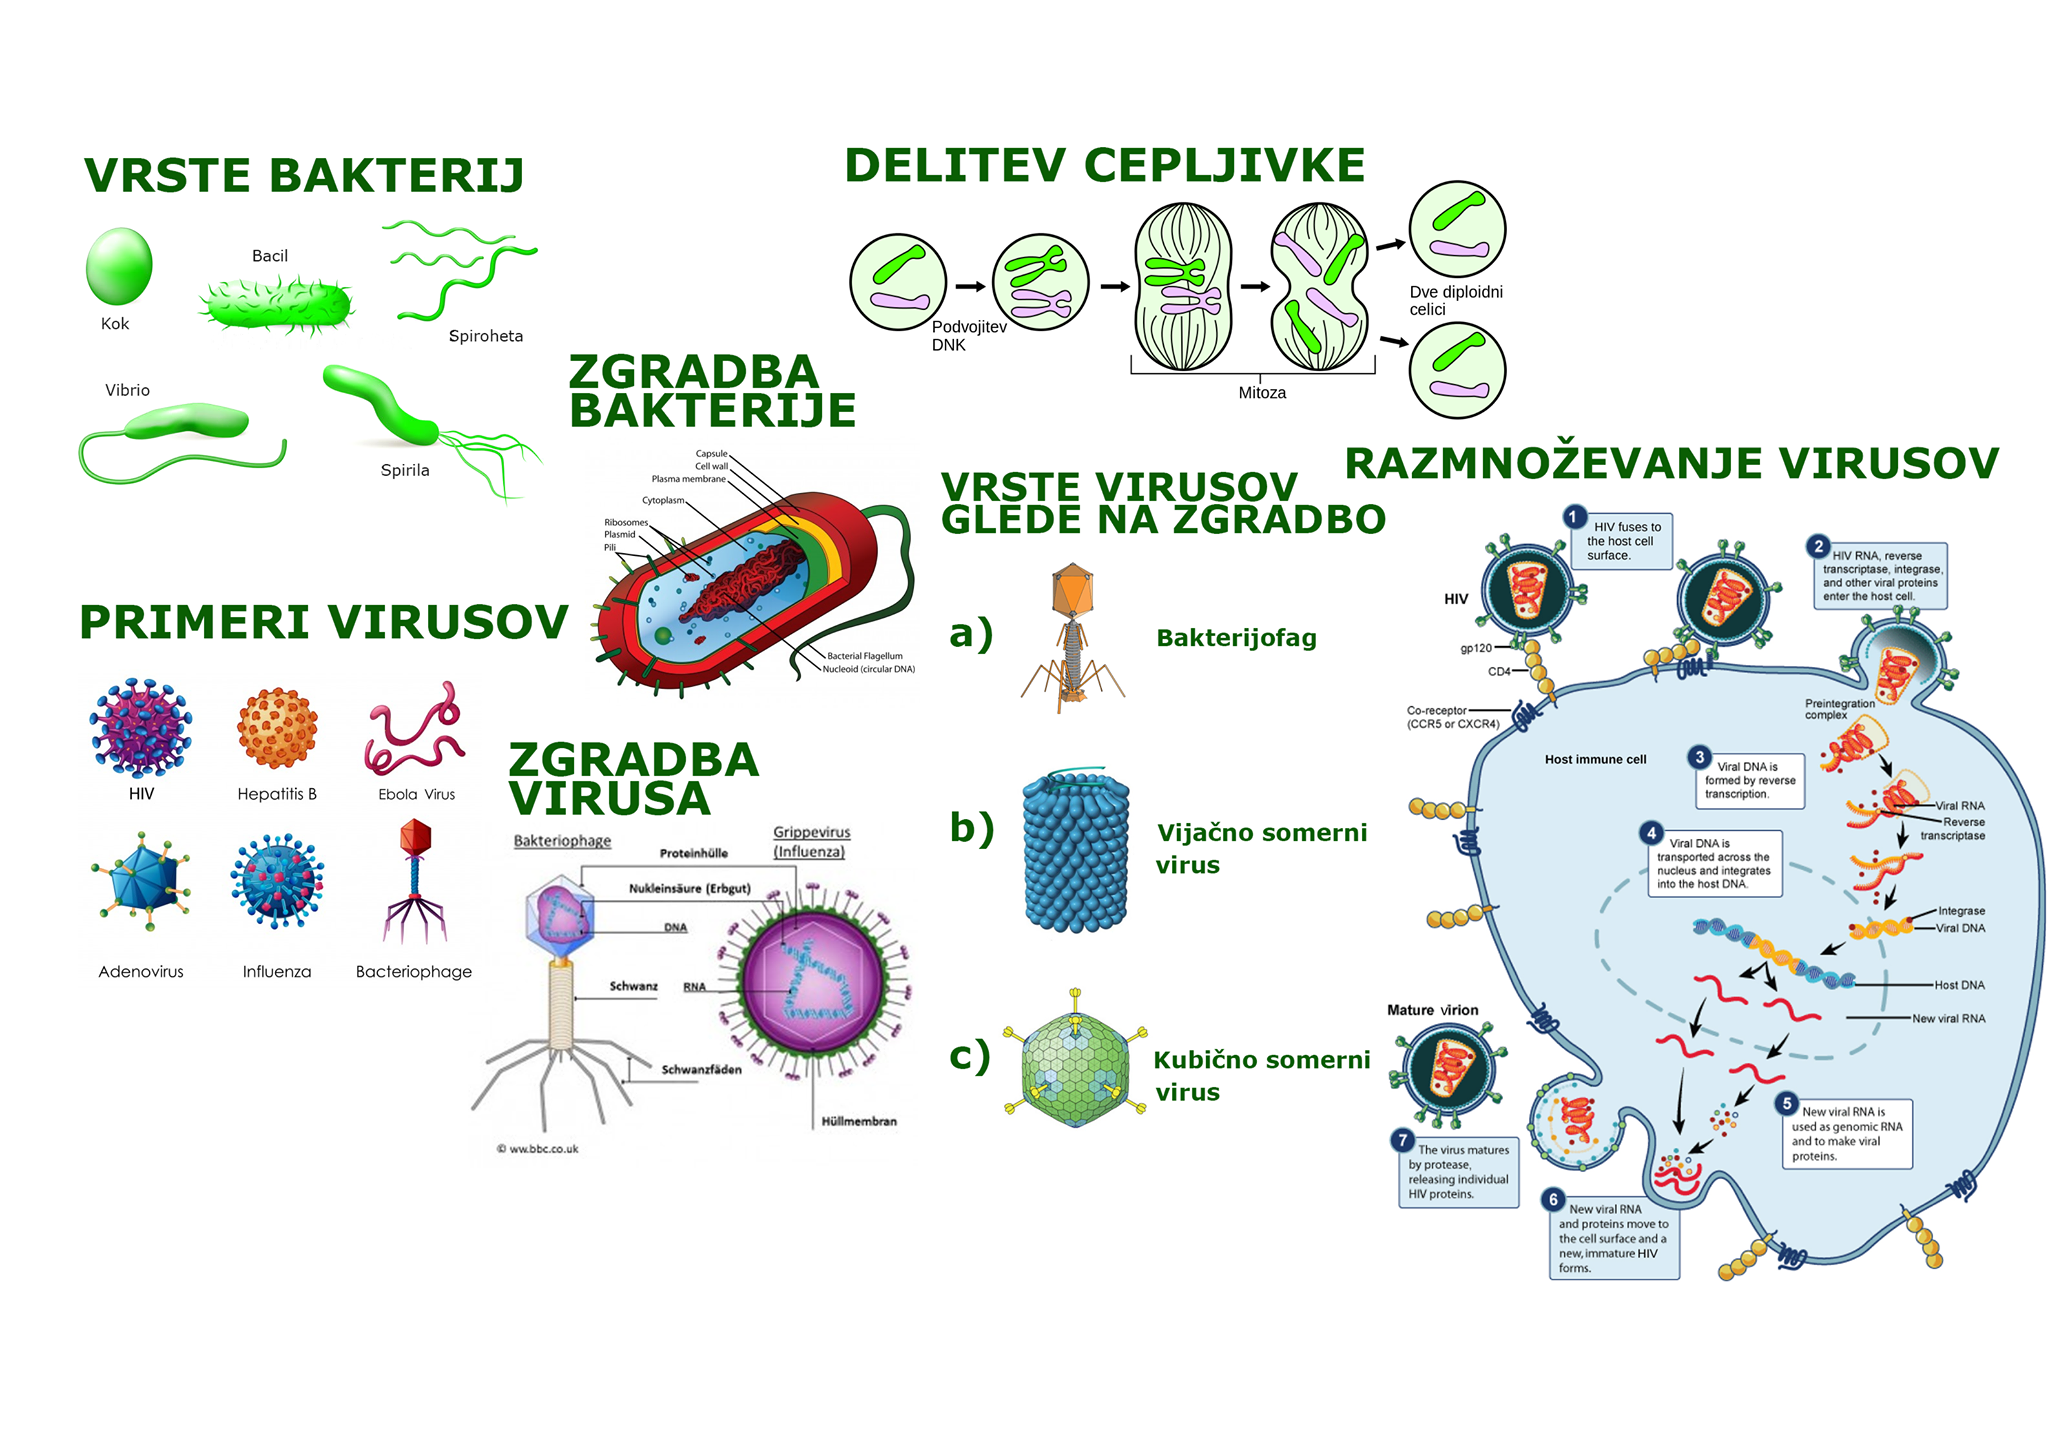 VRSTE BAKTERIJ
Kok
Bacil
Spiroheta
Vibrio
Spirila
DELITEV CEPLJIVKE
Podvojitev
DNK
Mitoza
Dve diploidni
celici
ZGRADBA
BAKTERIJE
Capsule
Cell wall
Plasma membrane
Cytoplasm
Ribosomes
Plasmid
Pili
Bacterial Flagellum
Nucleoid (circular DNA)
PRIMERI VIRUSOV
HIV
Hepatitis B
Ebola Virus
Adenovirus
Influenza
Bacteriophage
ZGRADBA
VIRUSA
Bakteriophage
Grippevirus
(Influenza)
Proteinhülle
Nukleinsäure (Erbgut)
DNA
Schwanz
RNA
Schwanzfäden
Hüllmembran
© ww.bbc.co.uk
VRSTE VIRUSOV
GLEDE NA ZGRADBO
a)
Bakterijofag
b)
Vijačno somerni
virus
c)
Kubično somerni
virus
RAZMNOŽEVANJE VIRUSOV
1
HIV fuses to
the host cell
surface.
2
HIV RNA, reverse
transcriptase, integrase,
and other viral proteins
enter the host cell.
HIV
gp120
CD4
Co-receptor
(CCR5 or CXCR4)
Preintegration
complex
Host immune cell
3
Viral DNA is
formed by reverse
transcription.
Viral RNA
Reverse
transcriptase
4
Viral DNA is
transported across the
nucleus and integrates
into the host DNA.
Integrase
Viral DNA
Host DNA
New viral RNA
Mature virion
5
New viral RNA is
used as genomic RNA
and to make viral
proteins.
7
The virus matures
by protease,
releasing individual
HIV proteins.
6
New viral RNA
and proteins move to
the cell surface and a
new, immature HIV
forms.